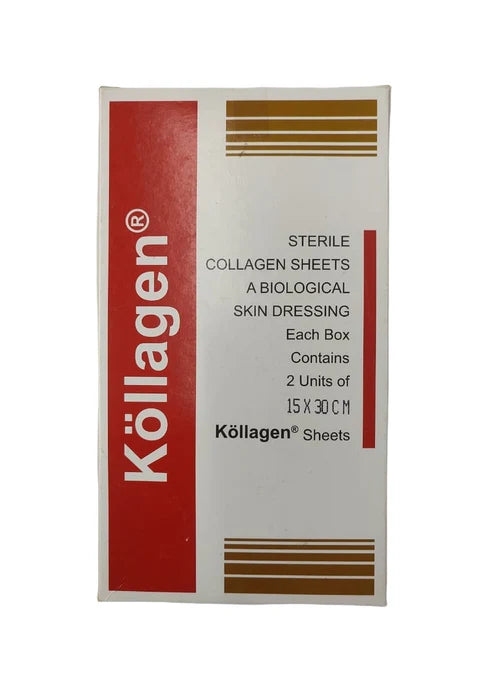 Köllagen®
STERILE
COLLAGEN SHEETS
A BIOLOGICAL
SKIN DRESSING
Each Box
Contains
2 Units of
15 X 30 CM
Köllagen® Sheets